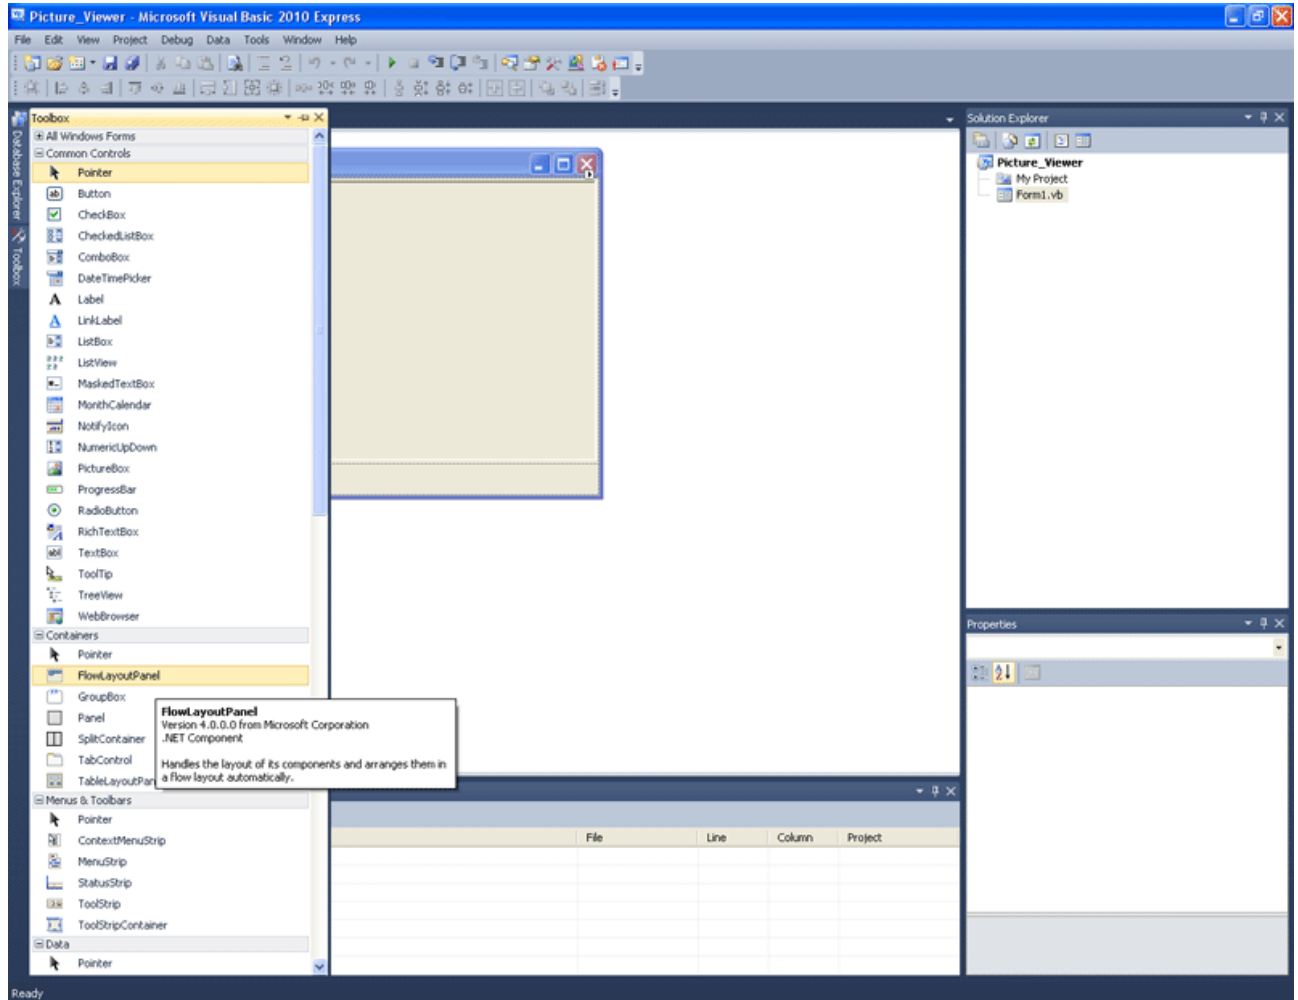 Picture_Viewer - Microsoft Visual Basic 2010 Express
File Edit View Project Debug Data Tools Window Help
Toolbox
All Windows Forms
Common Controls
Pointer
Button
CheckBox
CheckedListBox
ComboBox
DateTimePicker
Label
LinkLabel
ListBox
ListView
MaskedTextBox
MonthCalendar
NotifyIcon
NumericUpDown
PictureBox
ProgressBar
RadioButton
RichTextBox
TextBox
ToolTip
TreeView
WebBrowser
Containers
Pointer
FlowLayoutPanel
GroupBox
Panel
SplitContainer
TabControl
TableLayoutPan
Menus & Toolbars
Pointer
ContextMenuStrip
MenuStrip
StatusStrip
ToolStrip
ToolStripContainer
Data
Pointer
FlowLayoutPanel
Version 4.0.0.0 from Microsoft Corporation
.NET Component
Handles the layout of its components and arranges them in
a flow layout automatically.
File Line Column Project
Database Explorer
Toolbox
Solution Explorer
Picture_Viewer
My Project
Form1.vb
Properties
Ready